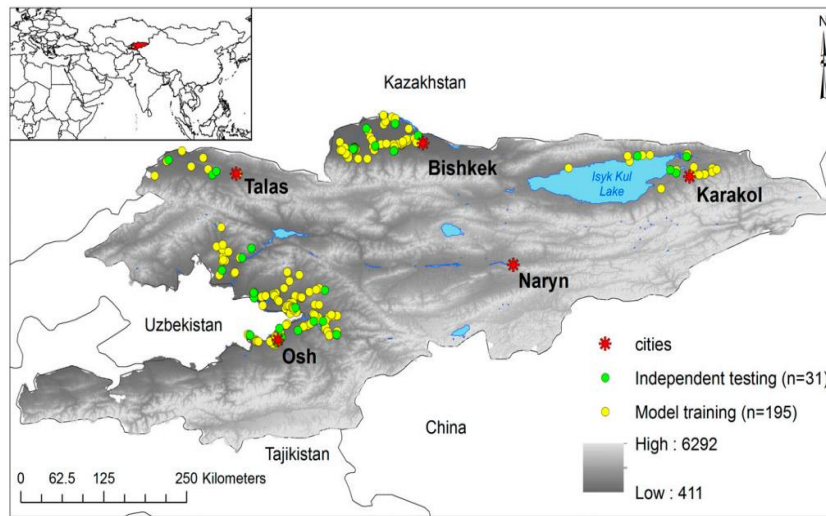 N
Kazakhstan
Bishkek
Talas
Isyk Kul
Lake
Karakol
Naryn
Uzbekistan
Osh
cities
Independent testing (n=31)
Model training (n=195)
China
High : 6292
Low : 411
Tajikistan
0 62.5 125 250 Kilometers